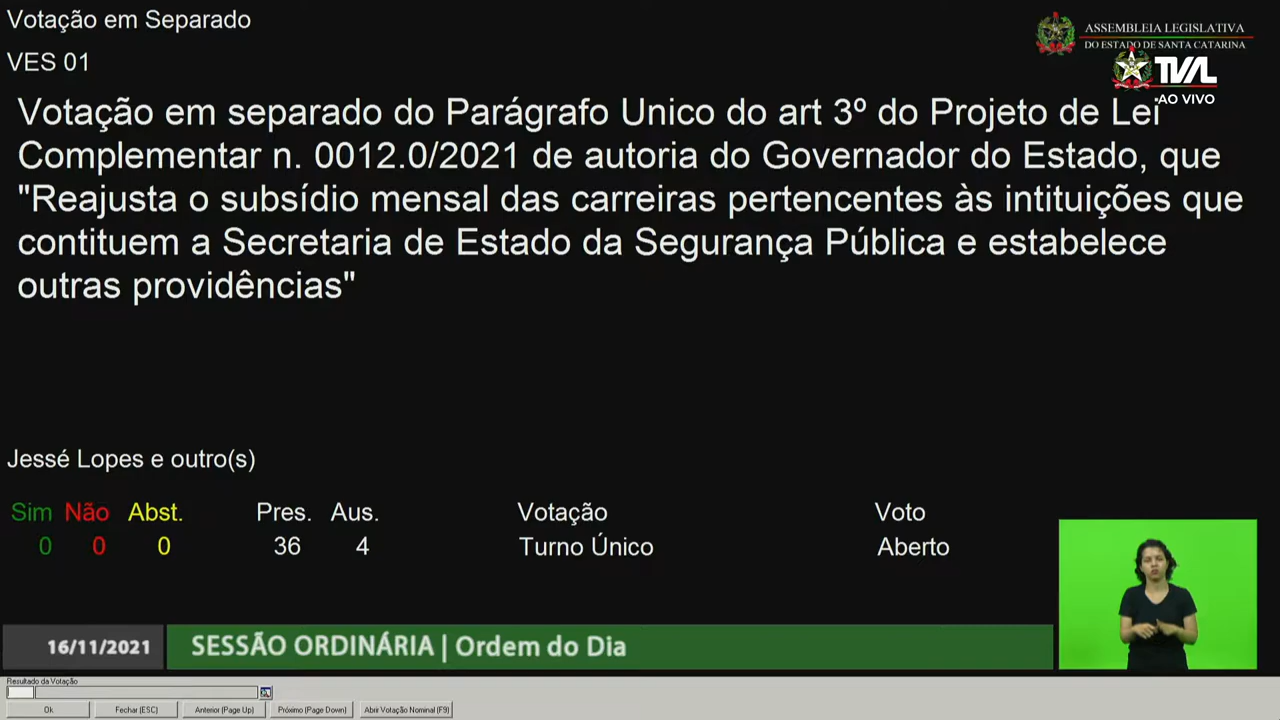 Votação em Separado
VES 01
ASSEMBLEIA LEGISLATIVA
DO ESTADO DE SANTA CATARINA
TVAL
AO VIVO
Votação em separado do Parágrafo Unico do art 3º do Projeto de Lei
Complementar n. 0012.0/2021 de autoria do Governador do Estado, que
"Reajusta o subsídio mensal das carreiras pertencentes às intituições que
contituem a Secretaria de Estado da Segurança Pública e estabelece
outras providências"
Jessé Lopes e outro(s)
Sim Não Abst. Pres. Aus. Votação Voto
0 0 0 36 4 Turno Único Aberto
16/11/2021 SESSÃO ORDINÁRIA | Ordem do Dia
Resultado da Votação
Ok Fechar (ESC) Anterior (Page Up) Próximo (Page Down) Abrir Votação Nominal (F9)